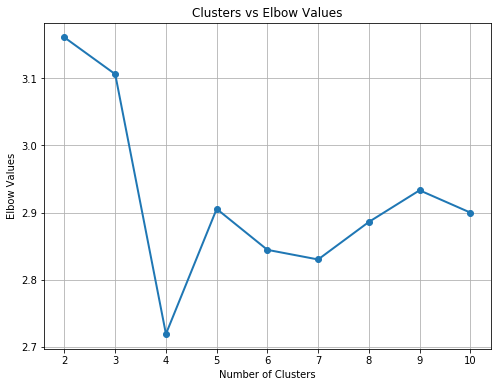 Clusters vs Elbow Values
Elbow Values
3.1
3.0
2.9
2.8
2.7
2 3 4 5 6 7 8 9 10
Number of Clusters